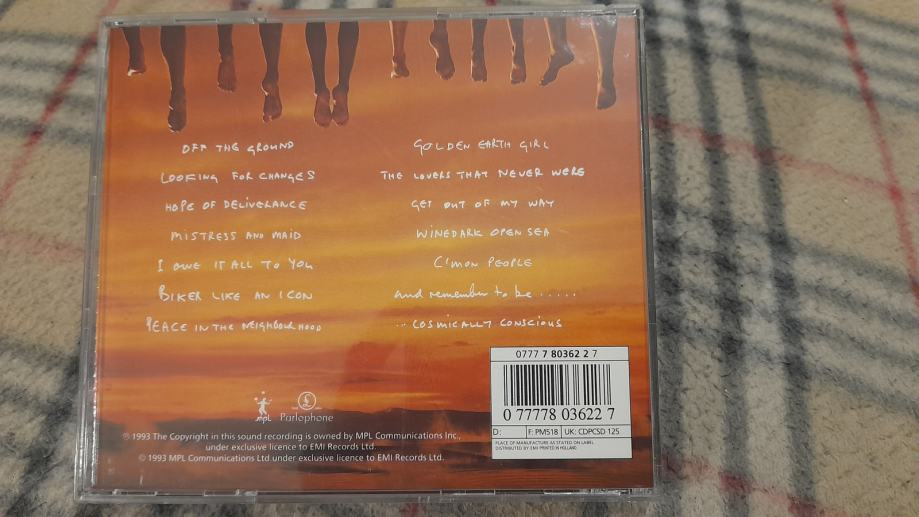 OFF THE GROUND
LOOKING FOR CHANGES
HOPE OF DELIVERANCE
MISTRESS AND MAID
I OWE IT ALL TO YOU
BIKER LIKE AN ICON
PEACE IN THE NEIGHBOURHOOD
GOLDEN EARTH GIRL
THE LOVERS THAT NEVER WERE
GET OUT OF MY WAY
WINEDARK OPEN SEA
C'MON PEOPLE
and remember to be .....
... COSMICALLY CONSCIOUS
mpl
Parlophone
℗ 1993 The Copyright in this sound recording is owned by MPL Communications Inc.,
under exclusive licence to EMI Records Ltd.
© 1993 MPL Communications Ltd under exclusive licence to EMI Records Ltd.
0777 7 80362 2 7
0 77778 03622 7
D: F: PM518 UK: CDPCSD 125
PLACE OF MANUFACTURE AS STATED ON LABEL
DISTRIBUTED BY EMI PRINTED IN HOLLAND